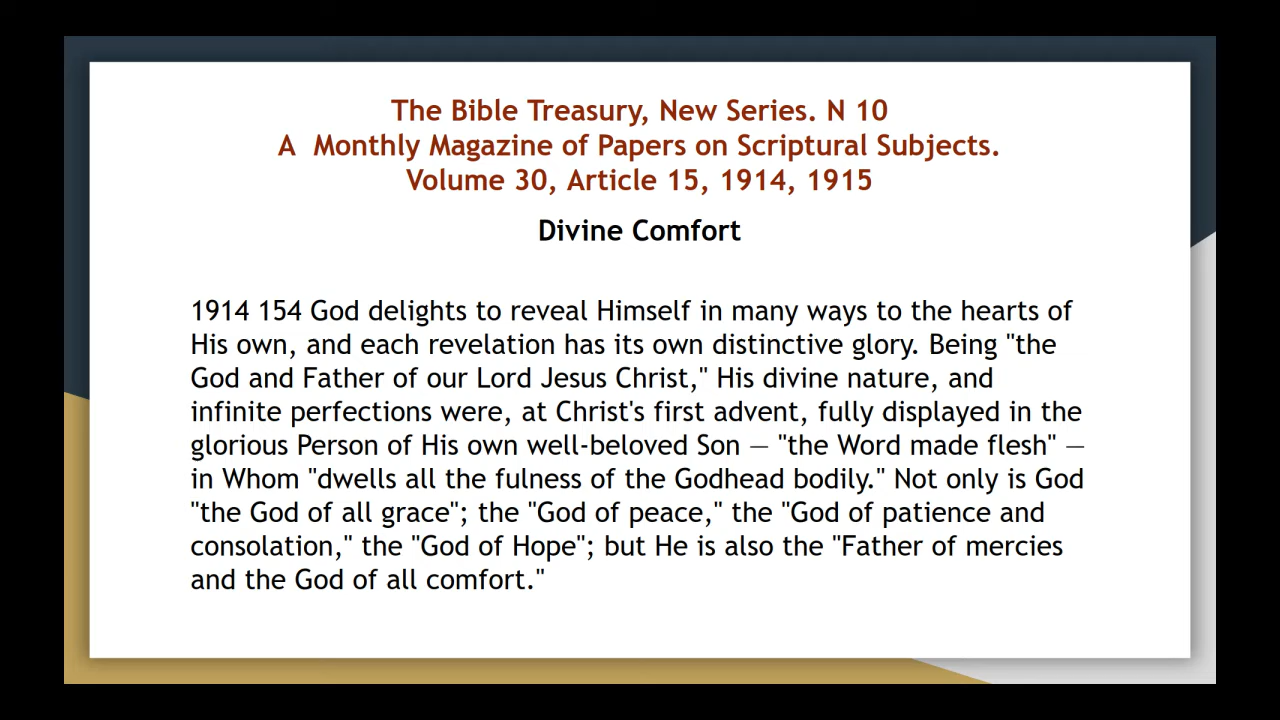 The Bible Treasury, New Series. N 10
A  Monthly Magazine of Papers on Scriptural Subjects.
Volume 30, Article 15, 1914, 1915
Divine Comfort
1914 154 God delights to reveal Himself in many ways to the hearts of
His own, and each revelation has its own distinctive glory. Being "the
God and Father of our Lord Jesus Christ," His divine nature, and
infinite perfections were, at Christ's first advent, fully displayed in the
glorious Person of His own well-beloved Son — "the Word made flesh" —
in Whom "dwells all the fulness of the Godhead bodily." Not only is God
"the God of all grace"; the "God of peace," the "God of patience and
consolation," the "God of Hope"; but He is also the "Father of mercies
and the God of all comfort."